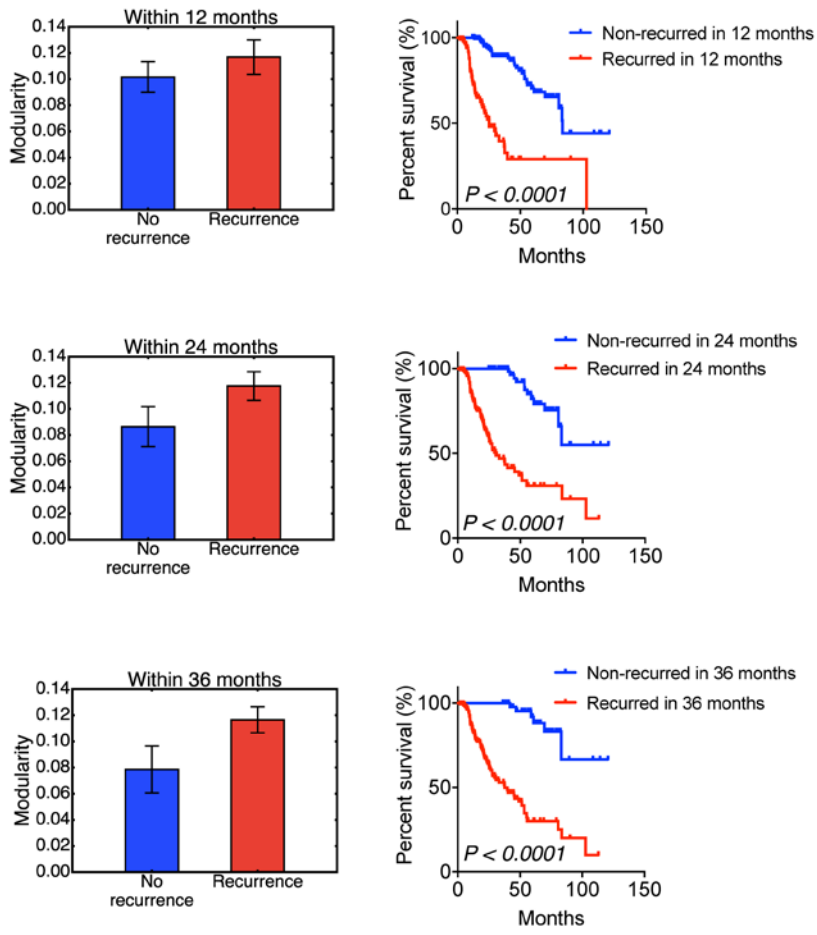 Within 12 months
Modularity
0.14
0.12
0.10
0.08
0.06
0.04
0.02
0.00
No
recurrence
Recurrence
Non-recurred in 12 months
Recurred in 12 months
Percent survival (%)
100
50
0
P < 0.0001
0 50 100 150
Months
Within 24 months
Modularity
0.14
0.12
0.10
0.08
0.06
0.04
0.02
0.00
No
recurrence
Recurrence
Non-recurred in 24 months
Recurred in 24 months
Percent survival (%)
100
50
0
P < 0.0001
0 50 100 150
Months
Within 36 months
Modularity
0.14
0.12
0.10
0.08
0.06
0.04
0.02
0.00
No
recurrence
Recurrence
Non-recurred in 36 months
Recurred in 36 months
Percent survival (%)
100
50
0
P < 0.0001
0 50 100 150
Months